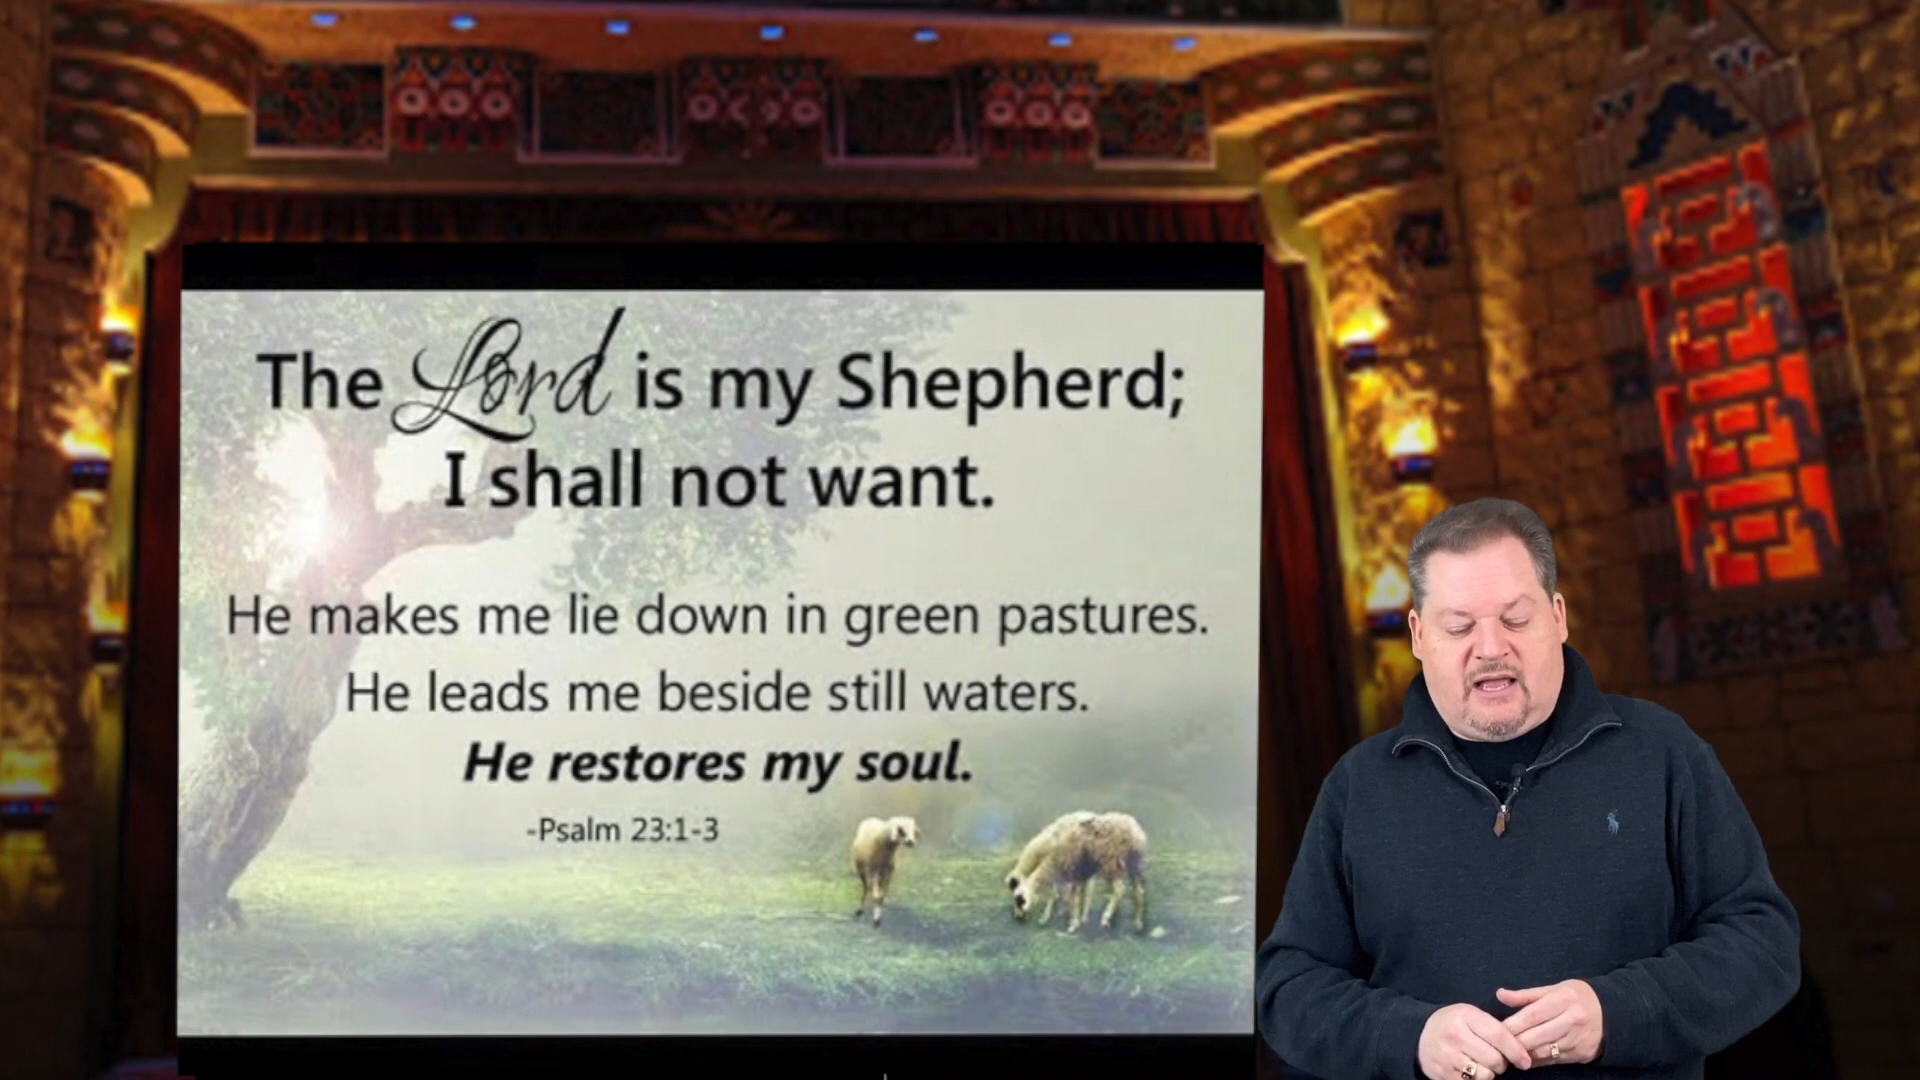 The Lord is my Shepherd;
I shall not want.
He makes me lie down in green pastures.
He leads me beside still waters.
He restores my soul.
-Psalm 23:1-3